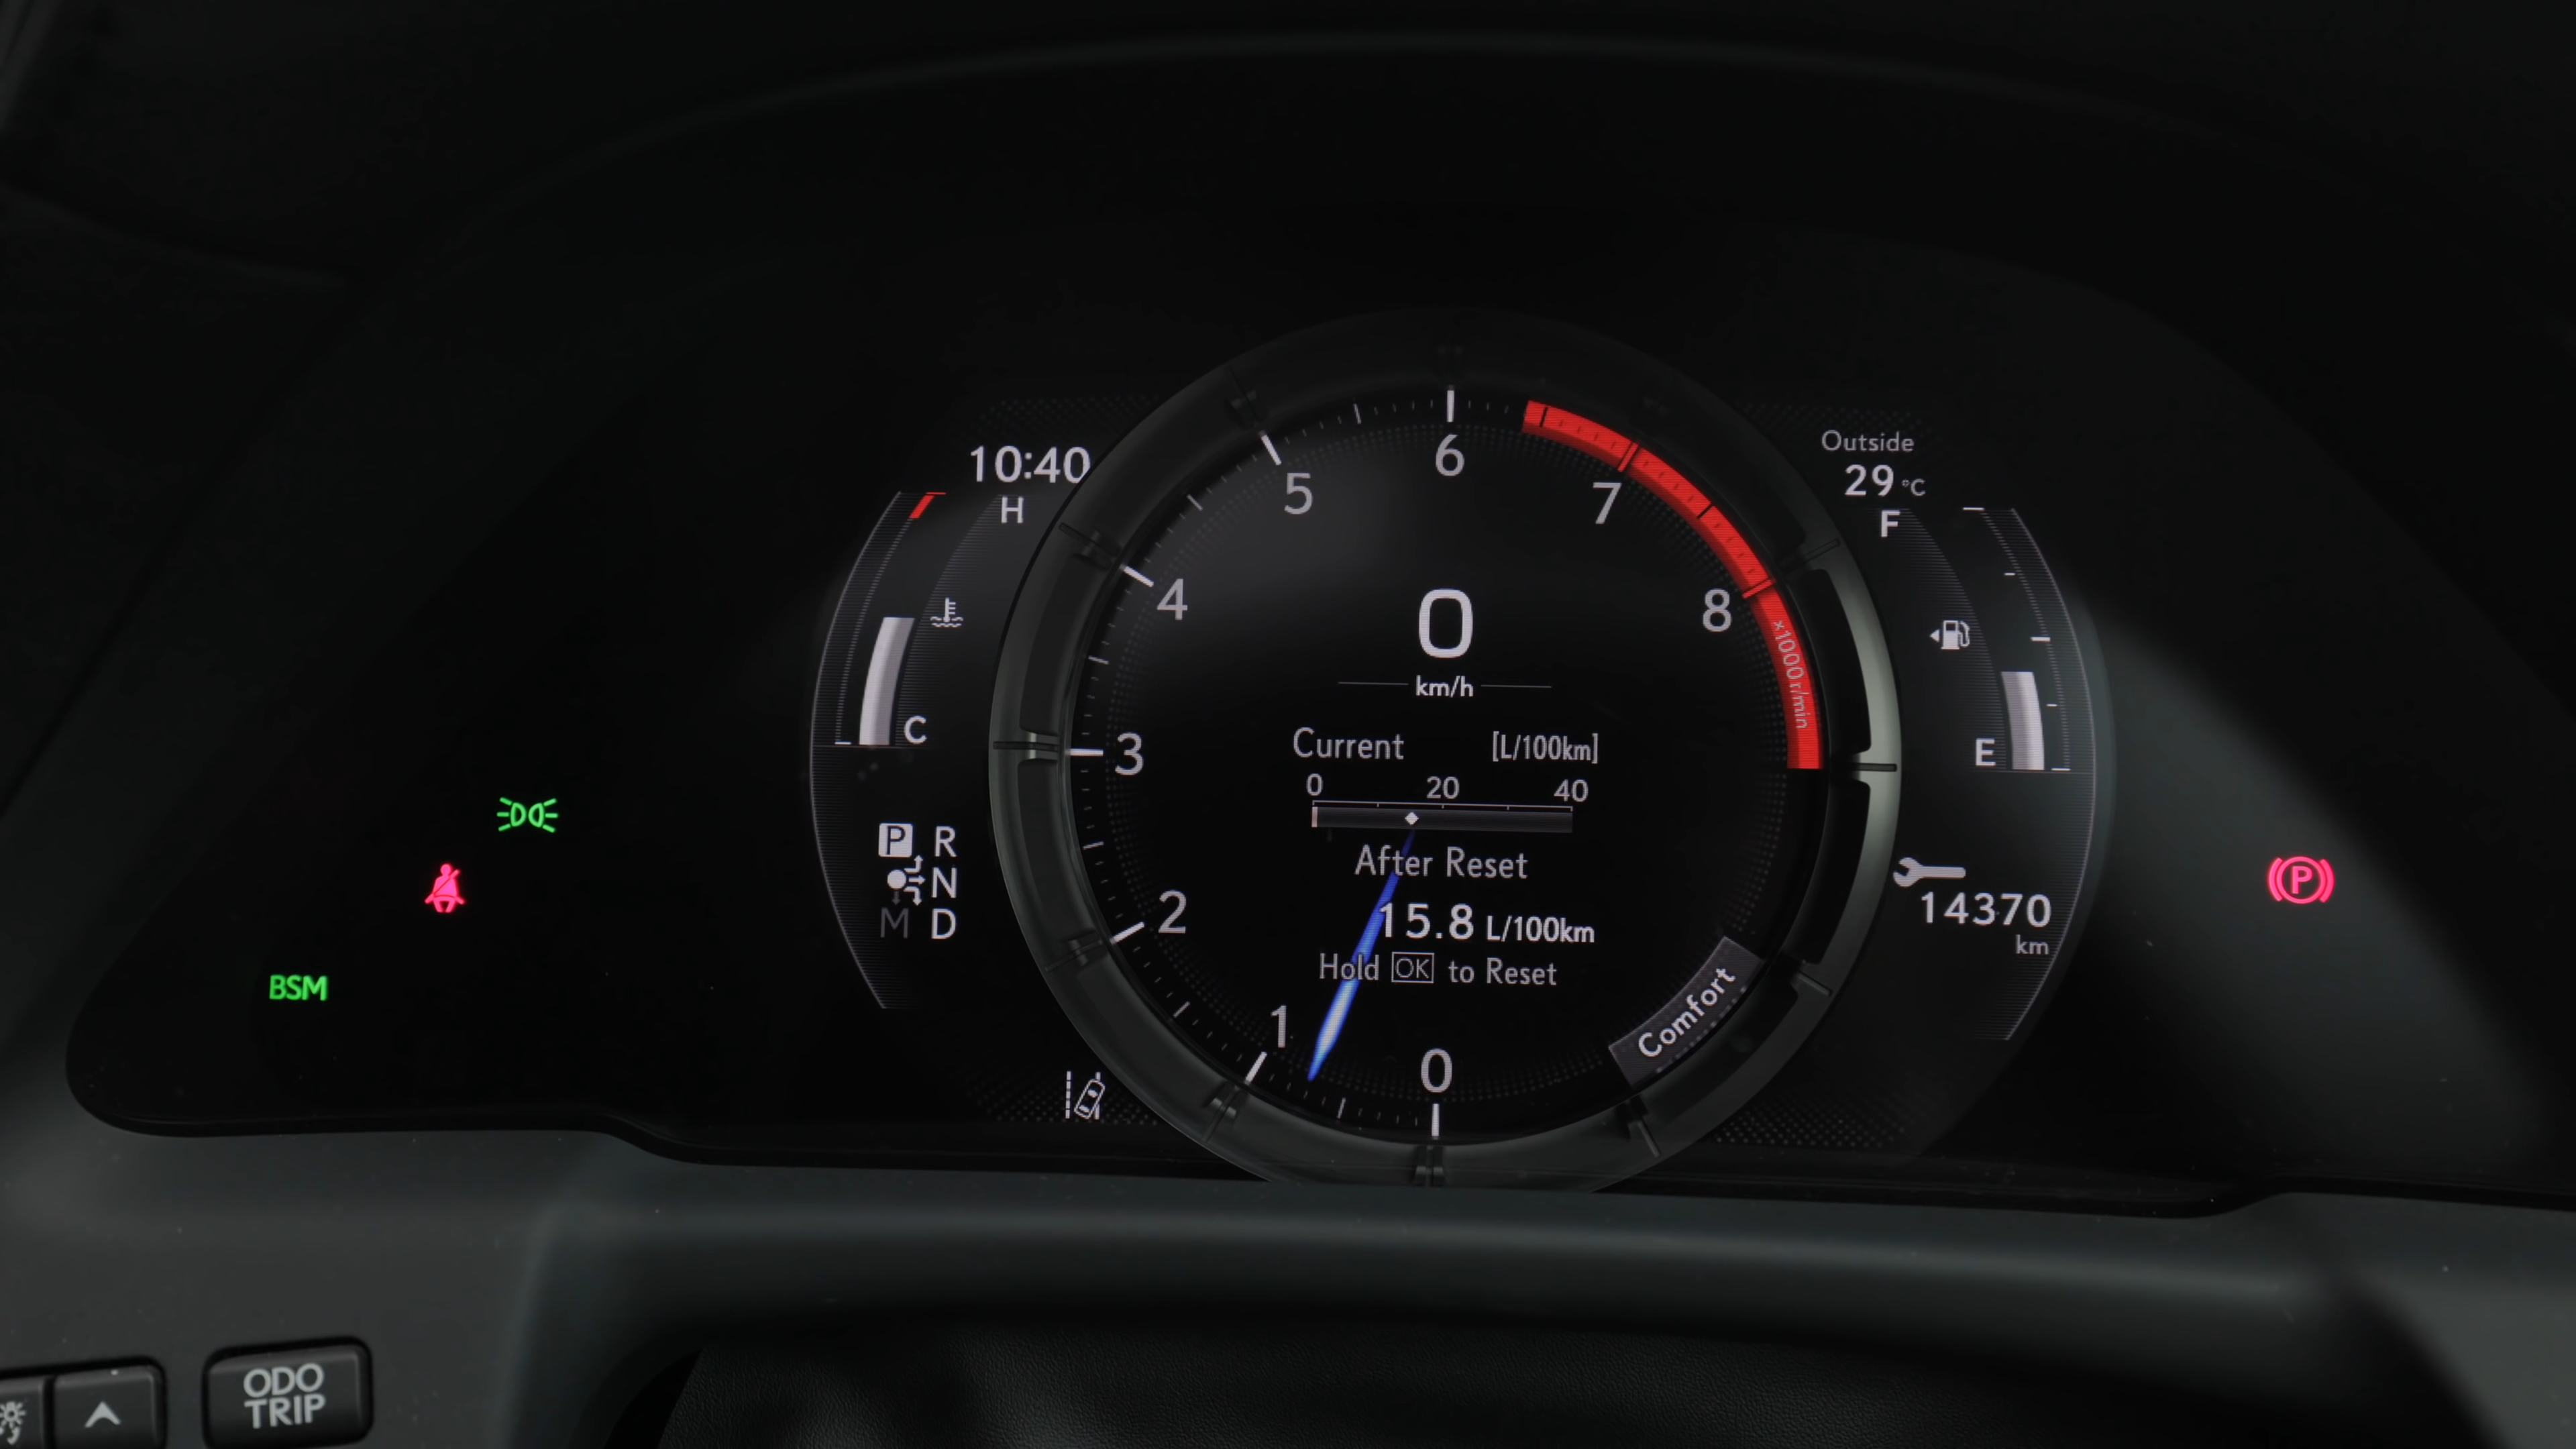 10:40
H
C
P R
N
M D
BSM
0
1
2
3
4
5
6
7
8
×1000r/min
0
km/h
Current [L/100km]
0 20 40
After Reset
15.8 L/100km
Hold OK to Reset
Comfort
Outside
29°C
F
E
14370
km
P
ODO
TRIP